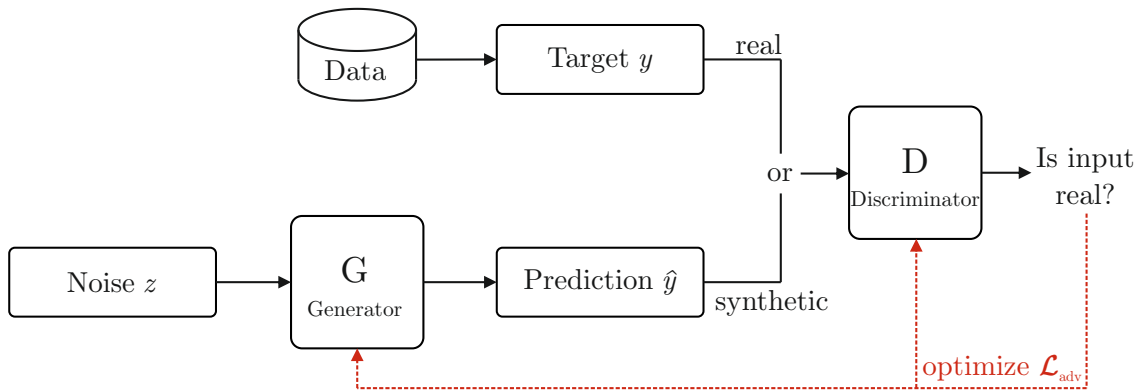 Data
Target y
real
or
D
Discriminator
Is input
real?
Noise z
G
Generator
Prediction ŷ
synthetic
optimize 𝓛adv